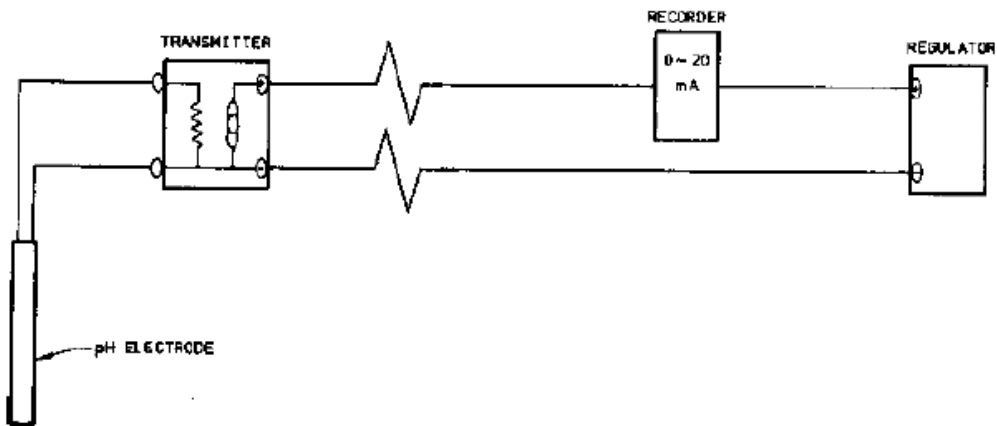 RECORDER
TRANSMITTER
REGULATOR
0~20
mA
pH ELECTRODE